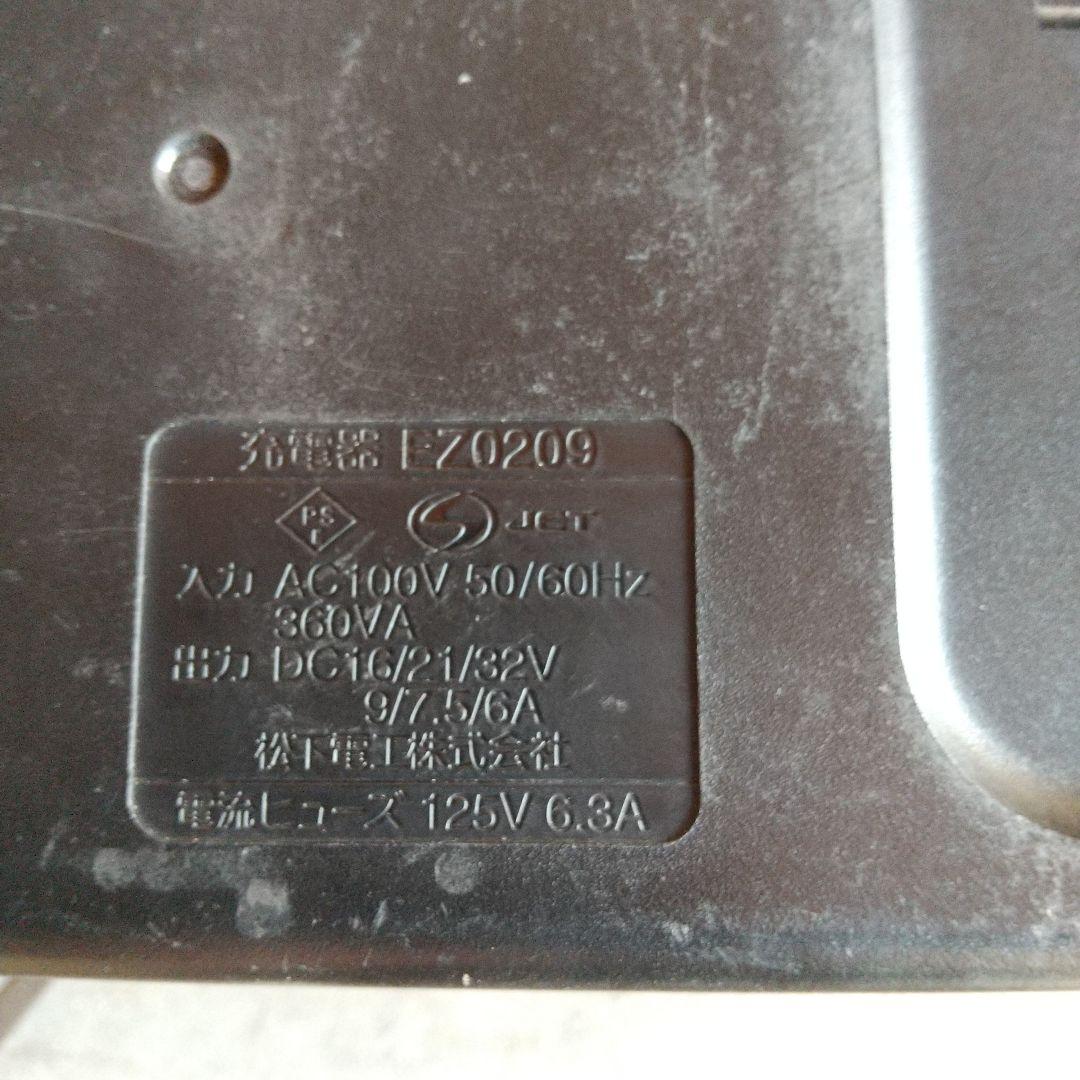 充電器 EZ0209
PS
E
S JET
入力 AC100V 50/60Hz
360VA
出力 DC16/21/32V
9/7.5/6A
松下電工株式会社
電流ヒューズ 125V 6.3A